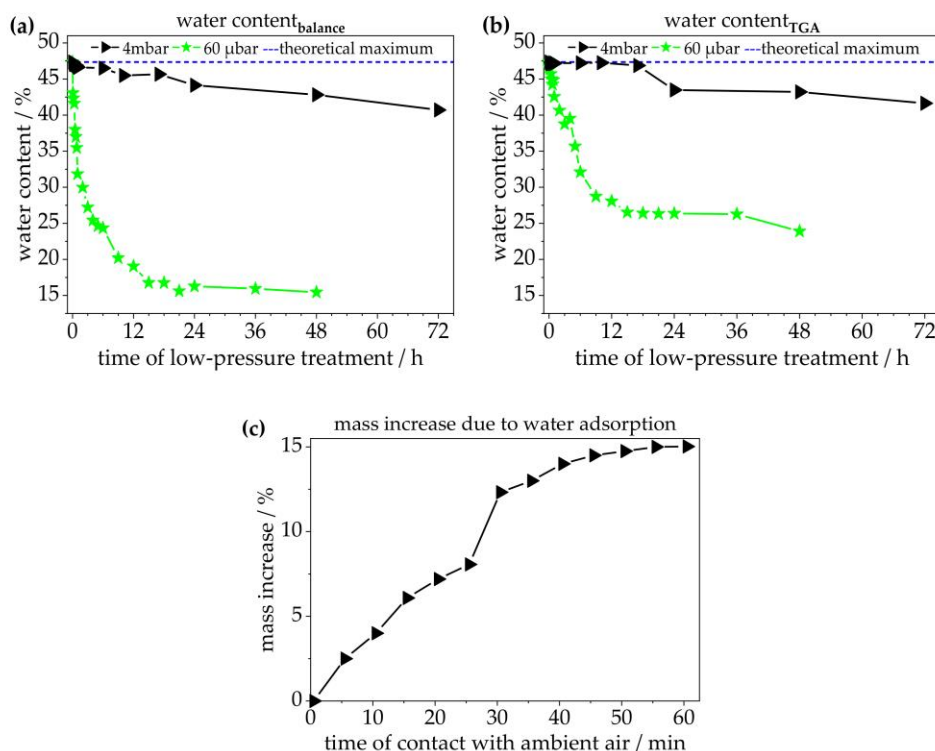 (a) water content_balance
4mbar 60 μbar theoretical maximum
50
45
40
35
30
25
20
15
water content / %
0 12 24 36 48 60 72
time of low-pressure treatment / h
(b) water content_TGA
4mbar 60 μbar theoretical maximum
50
45
40
35
30
25
20
15
water content / %
0 12 24 36 48 60 72
time of low-pressure treatment / h
(c) mass increase due to water adsorption
15
10
5
0
mass increase / %
0 10 20 30 40 50 60
time of contact with ambient air / min